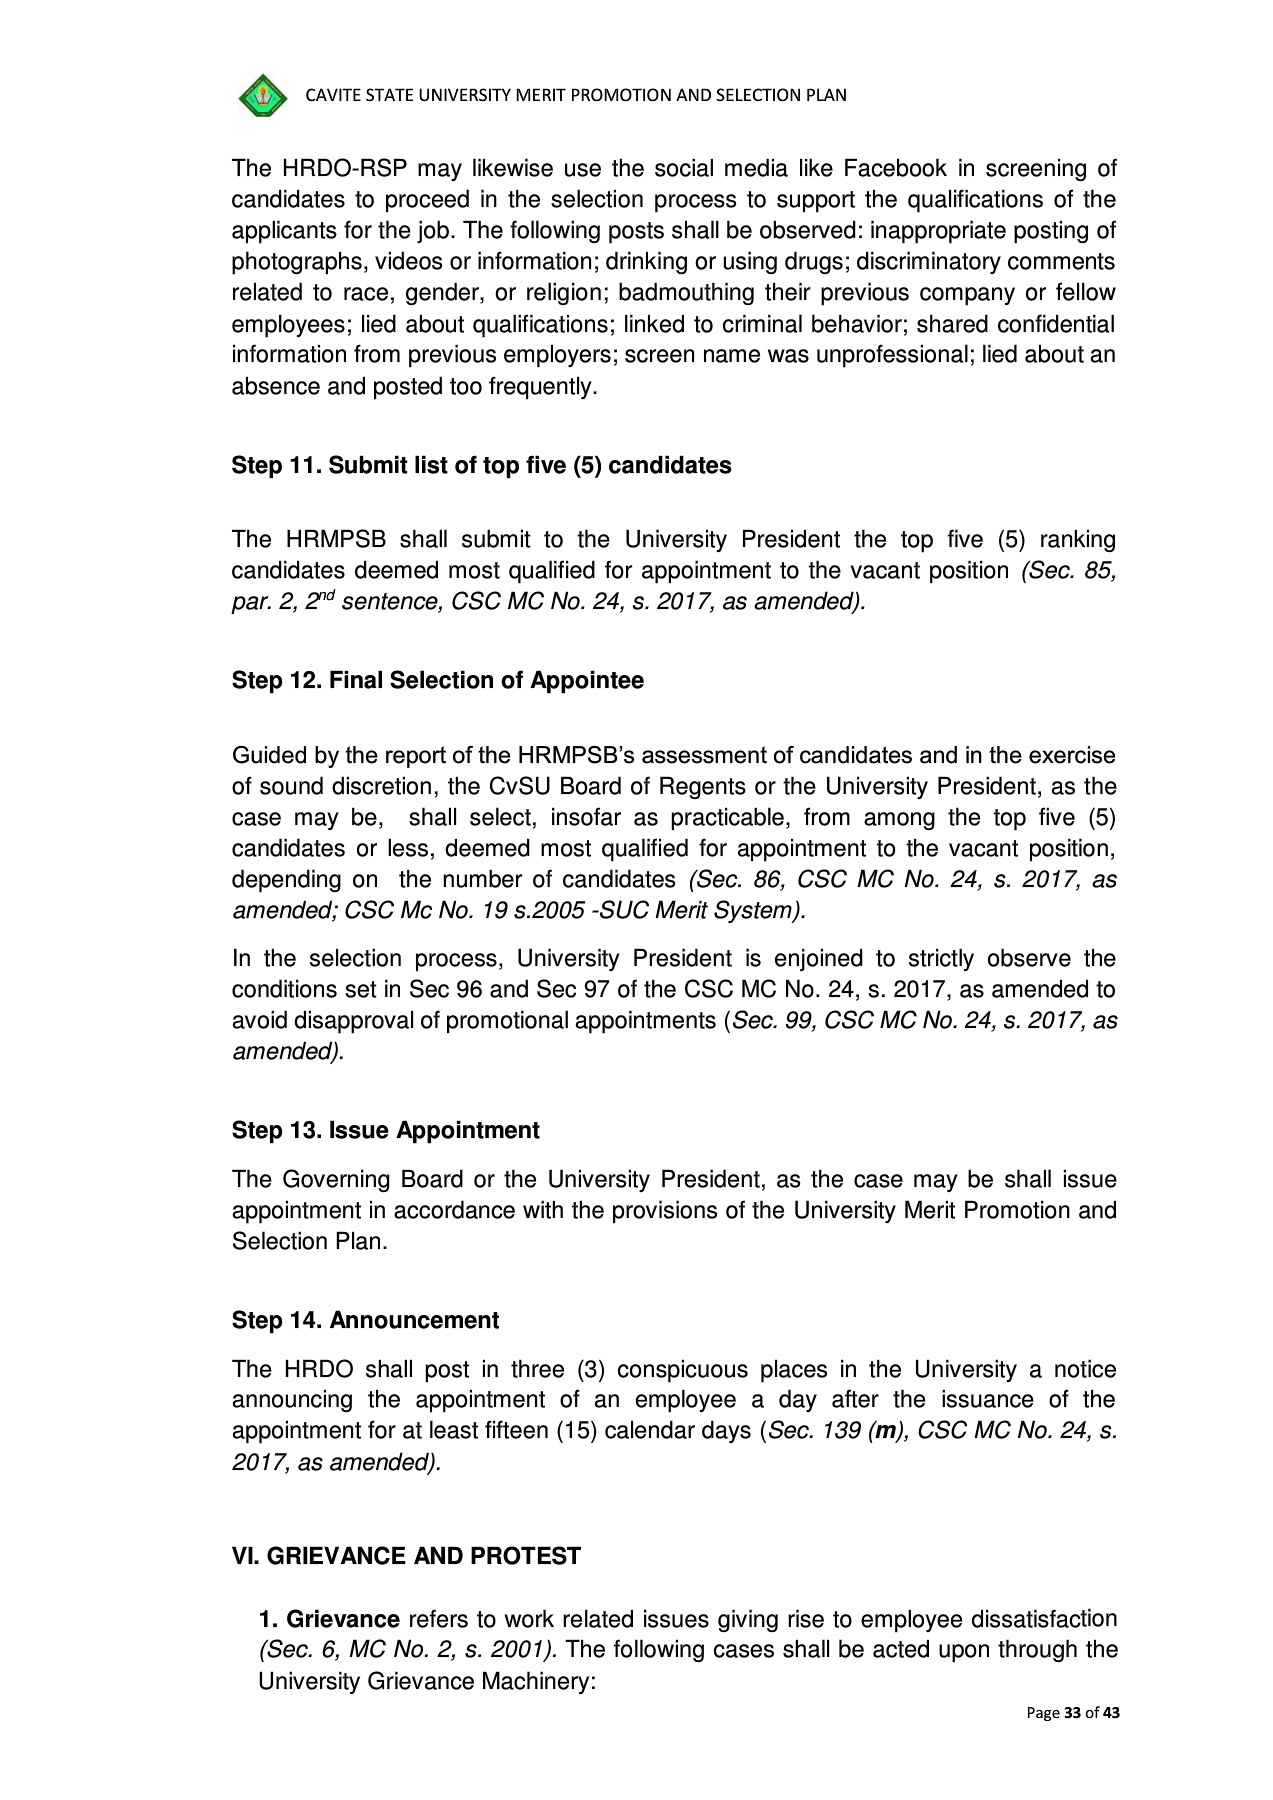 CAVITE STATE UNIVERSITY MERIT PROMOTION AND SELECTION PLAN
The HRDO-RSP may likewise use the social media like Facebook in screening of
candidates to proceed in the selection process to support the qualifications of the
applicants for the job. The following posts shall be observed: inappropriate posting of
photographs, videos or information; drinking or using drugs; discriminatory comments
related to race, gender, or religion; badmouthing their previous company or fellow
employees; lied about qualifications; linked to criminal behavior; shared confidential
information from previous employers; screen name was unprofessional; lied about an
absence and posted too frequently.
Step 11. Submit list of top five (5) candidates
The HRMPSB shall submit to the University President the top five (5) ranking
candidates deemed most qualified for appointment to the vacant position (Sec. 85,
par. 2, 2nd sentence, CSC MC No. 24, s. 2017, as amended).
Step 12. Final Selection of Appointee
Guided by the report of the HRMPSB’s assessment of candidates and in the exercise
of sound discretion, the CvSU Board of Regents or the University President, as the
case may be, shall select, insofar as practicable, from among the top five (5)
candidates or less, deemed most qualified for appointment to the vacant position,
depending on the number of candidates (Sec. 86, CSC MC No. 24, s. 2017, as
amended; CSC Mc No. 19 s.2005 -SUC Merit System).
In the selection process, University President is enjoined to strictly observe the
conditions set in Sec 96 and Sec 97 of the CSC MC No. 24, s. 2017, as amended to
avoid disapproval of promotional appointments (Sec. 99, CSC MC No. 24, s. 2017, as
amended).
Step 13. Issue Appointment
The Governing Board or the University President, as the case may be shall issue
appointment in accordance with the provisions of the University Merit Promotion and
Selection Plan.
Step 14. Announcement
The HRDO shall post in three (3) conspicuous places in the University a notice
announcing the appointment of an employee a day after the issuance of the
appointment for at least fifteen (15) calendar days (Sec. 139 (m), CSC MC No. 24, s.
2017, as amended).
VI. GRIEVANCE AND PROTEST
1. Grievance refers to work related issues giving rise to employee dissatisfaction
(Sec. 6, MC No. 2, s. 2001). The following cases shall be acted upon through the
University Grievance Machinery:
Page 33 of 43